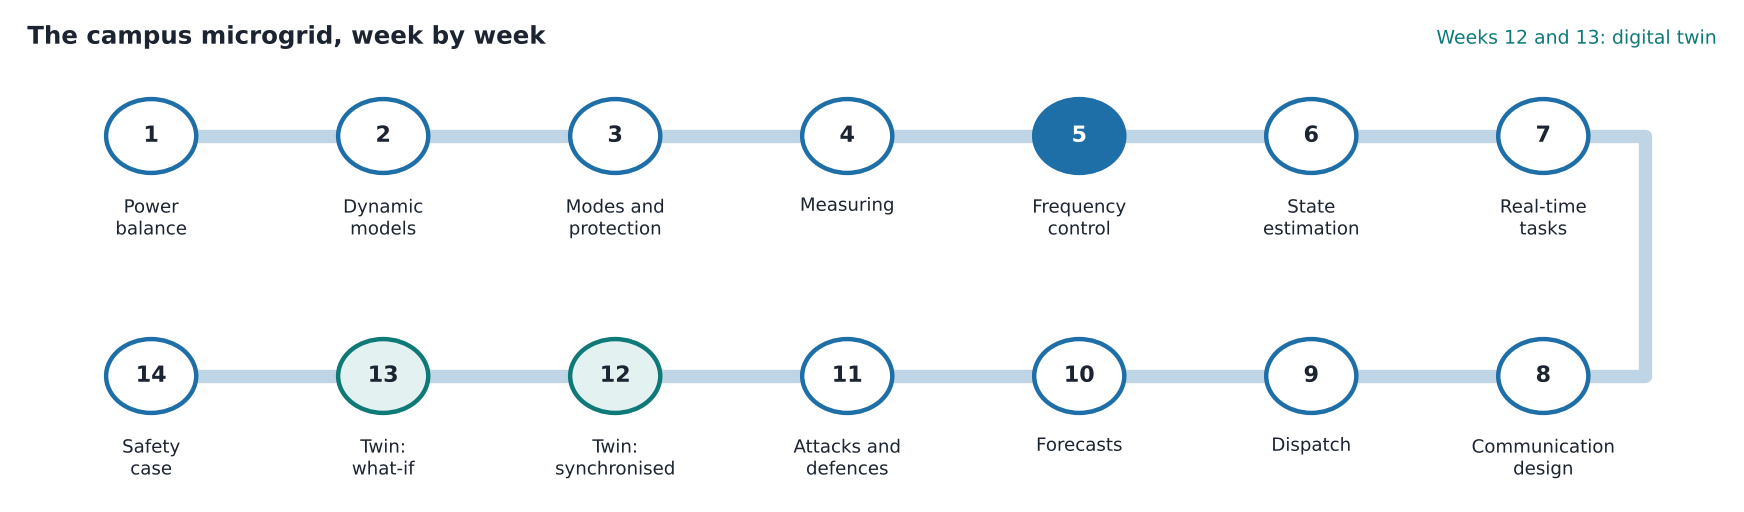 The campus microgrid, week by week
Weeks 12 and 13: digital twin
1
2
3
4
5
6
7
Power
balance
Dynamic
models
Modes and
protection
Measuring
Frequency
control
State
estimation
Real-time
tasks
14
13
12
11
10
9
8
Safety
case
Twin:
what-if
Twin:
synchronised
Attacks and
defences
Forecasts
Dispatch
Communication
design